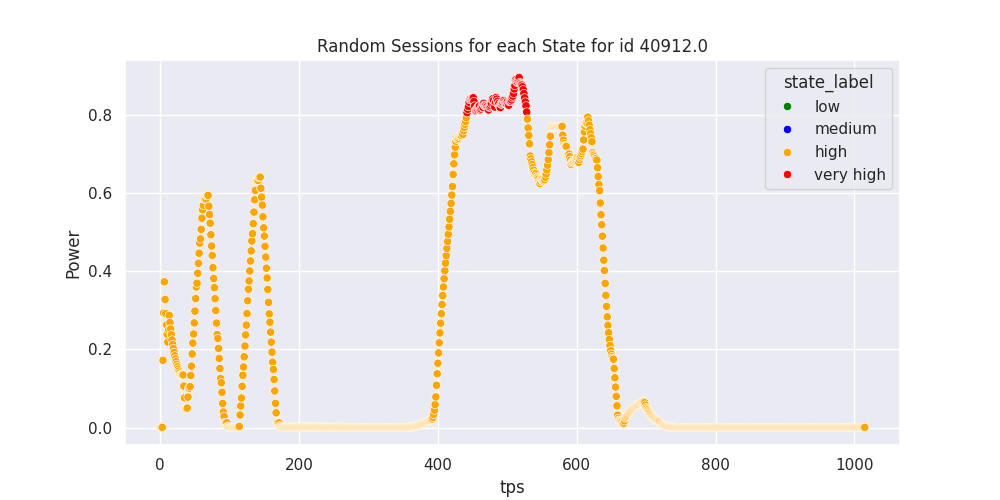 Random Sessions for each State for id 40912.0
state_label
low
medium
high
very high
Power
0.8
0.6
0.4
0.2
0.0
0 200 400 600 800 1000
tps